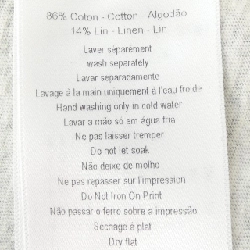 86% Coton - Cotton - Algodão
14% Lin - Linen - Lin
Laver séparement
wash separately
Lavar separadamente
Lavage à la main uniquement à l'eau froide
Hand washing only in cold water
Lavar a mão só em água fria
Ne pas laisser tremper
Do not let soak
Não deixe de molho
Ne pas repasser sur l'impression
Do Not Iron On Print
Não passar o ferro sobre a impressão
Sechage à plat
Dry flat